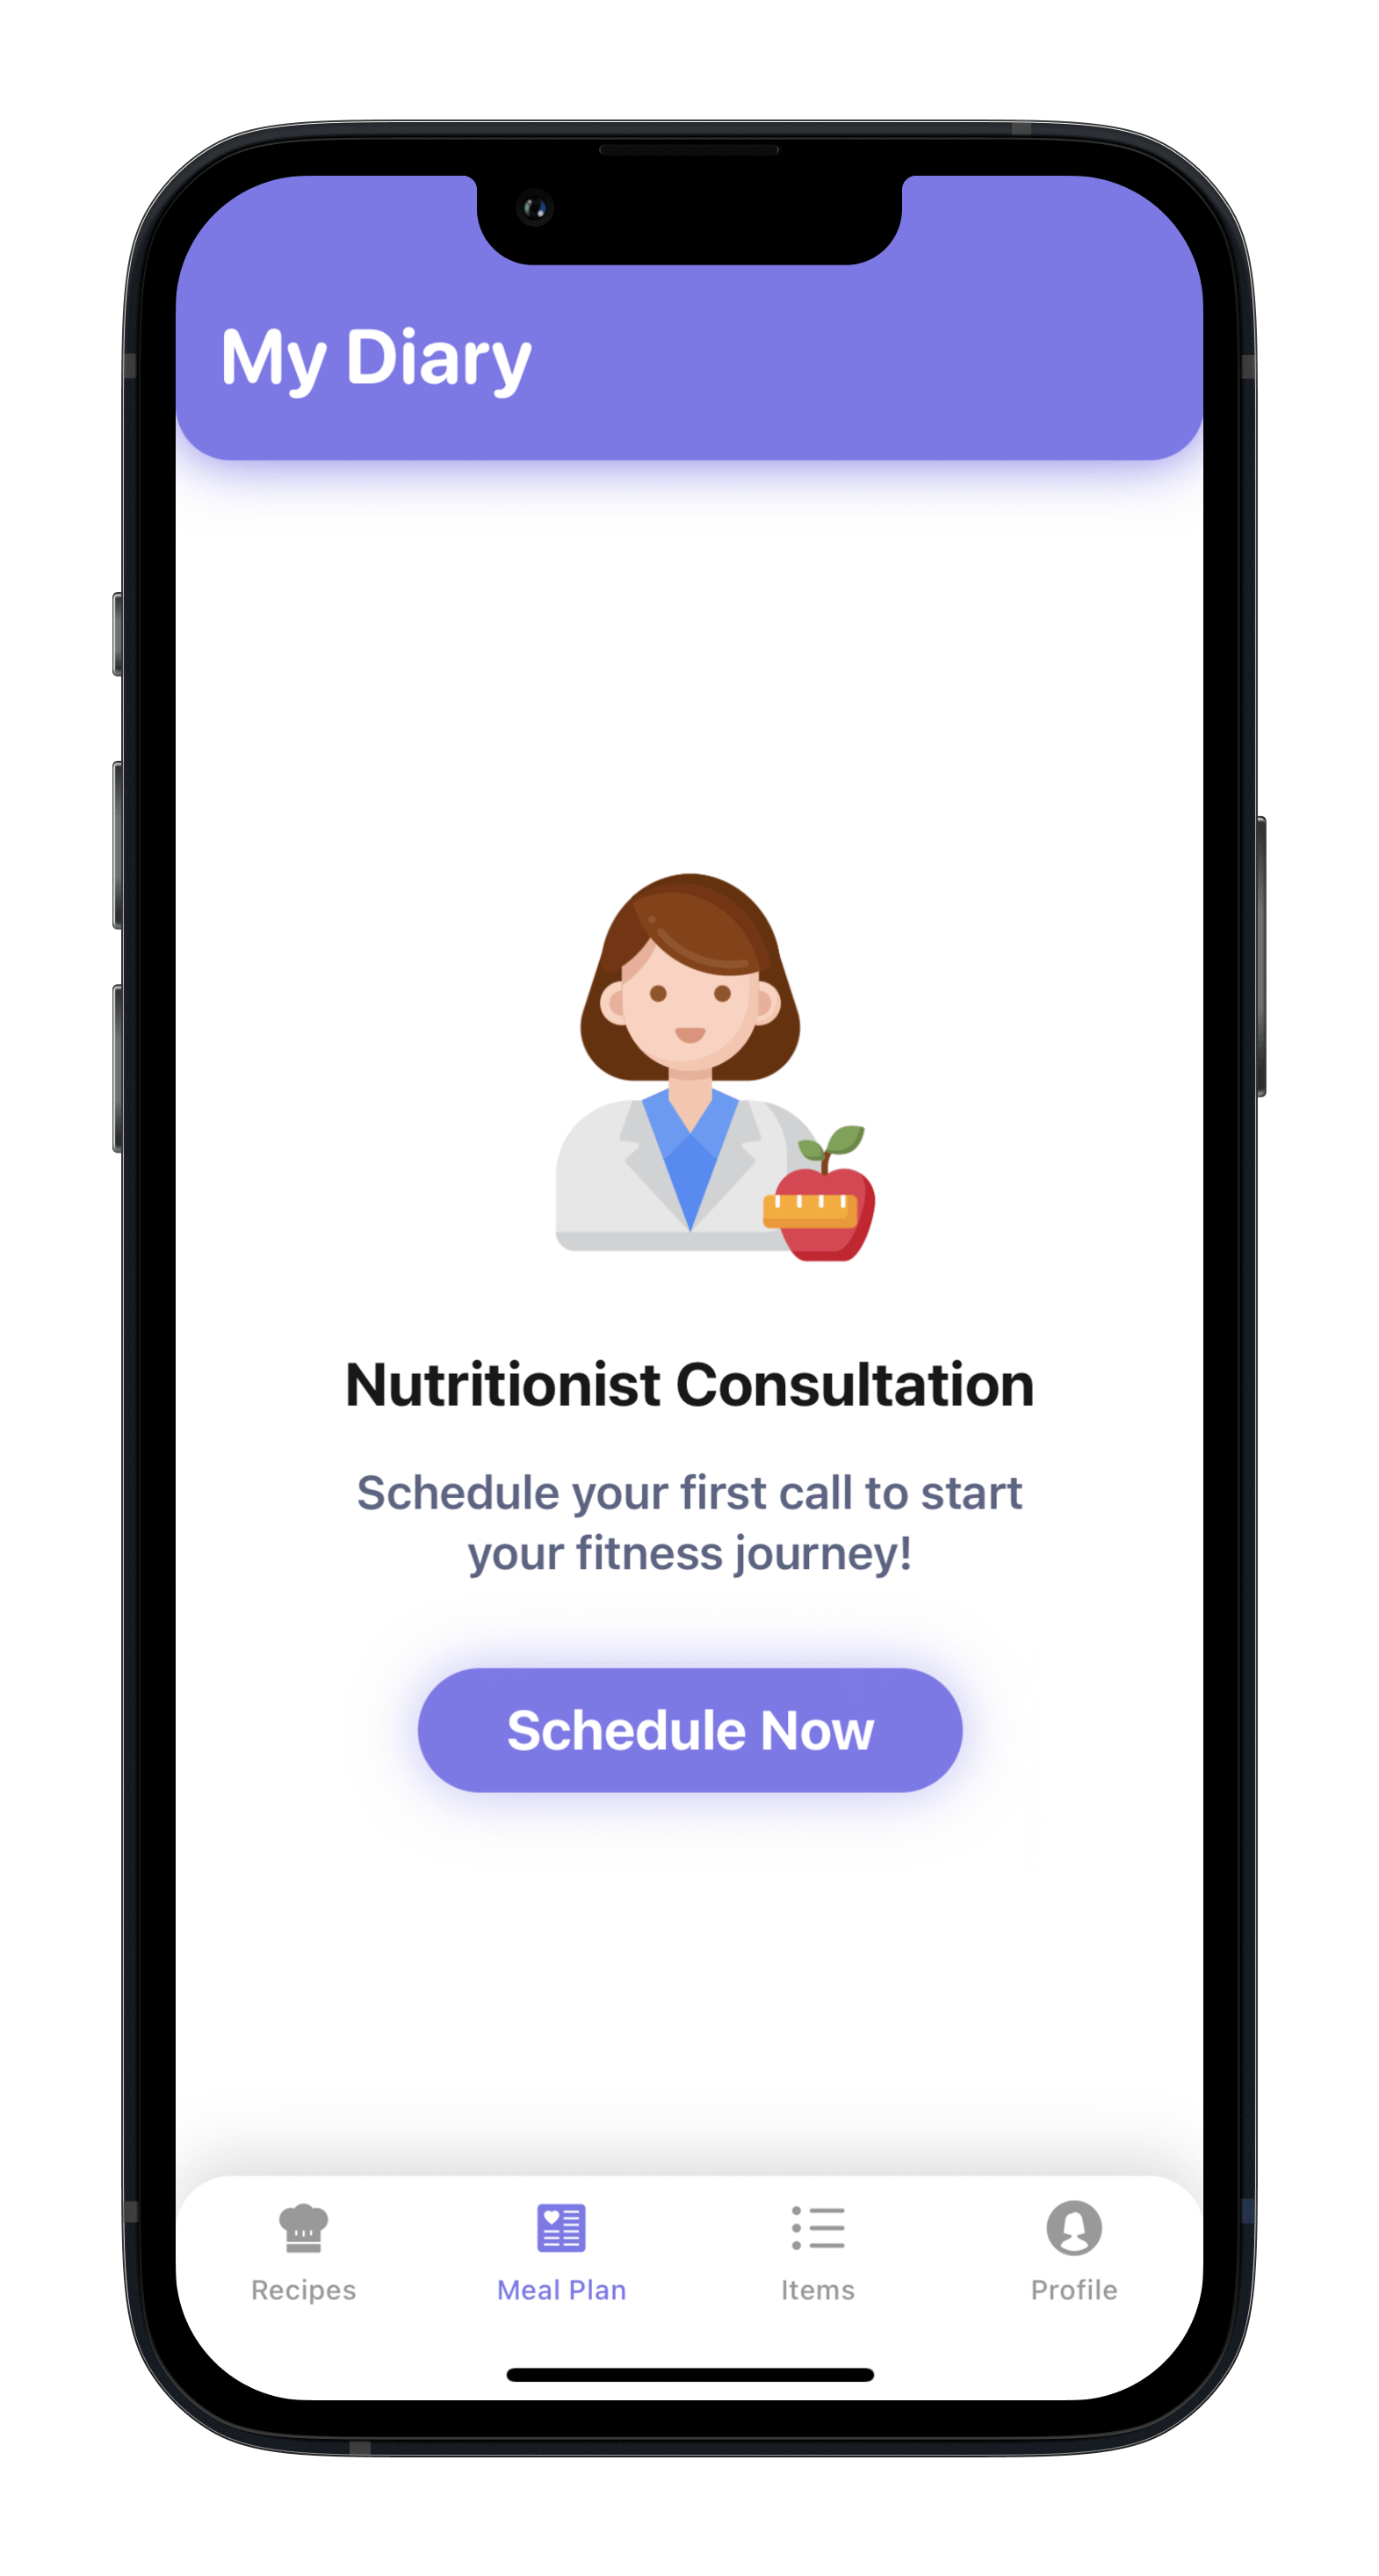 My Diary
Nutritionist Consultation
Schedule your first call to start
your fitness journey!
Schedule Now
Recipes
Meal Plan
Items
Profile